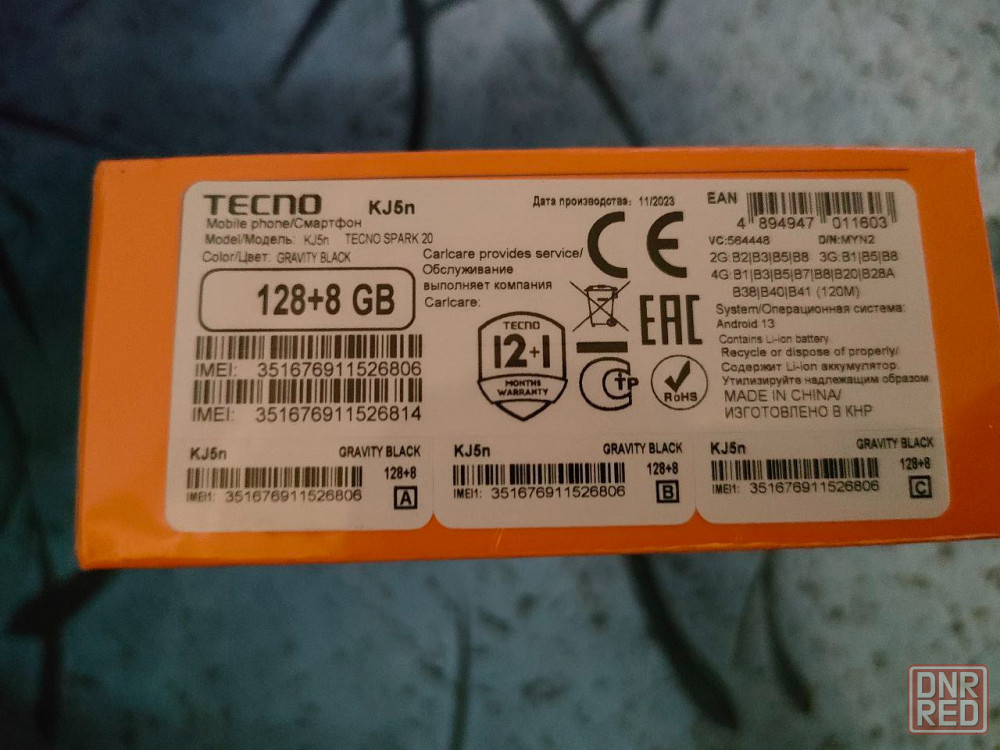 TECNO KJ5n
Mobile phone/Смартфон
Model/Модель: KJ5n TECNO SPARK 20
Color/Цвет: GRAVITY BLACK
128+8 GB
IMEI: 351676911526806
IMEI: 351676911526814
Дата производства: 11/2023
Carlcare provides service/
Обслуживание
выполняет компания
Carlcare:
CE
TECNO
12+1
MONTHS
WARRANTY
EAC
СТР
RoHS
EAN
4 894947 011603
VC:564448 D/N:MYN2
2G:B2|B3|B5|B8 3G:B1|B5|B8
4G:B1|B3|B5|B7|B8|B20|B28A
B38|B40|B41 (120M)
System/Операционная система:
Android 13
Contains Li-ion battery
Recycle or dispose of properly/
Содержит Li-ion аккумулятор.
Утилизируйте надлежащим образом
MADE IN CHINA/
ИЗГОТОВЛЕНО В КНР
KJ5n GRAVITY BLACK
128+8
IMEI1: 351676911526806 A
KJ5n GRAVITY BLACK
128+8
IMEI1: 351676911526806 B
KJ5n GRAVITY BLACK
128+8
IMEI1: 351676911526806 C
DNR
RED